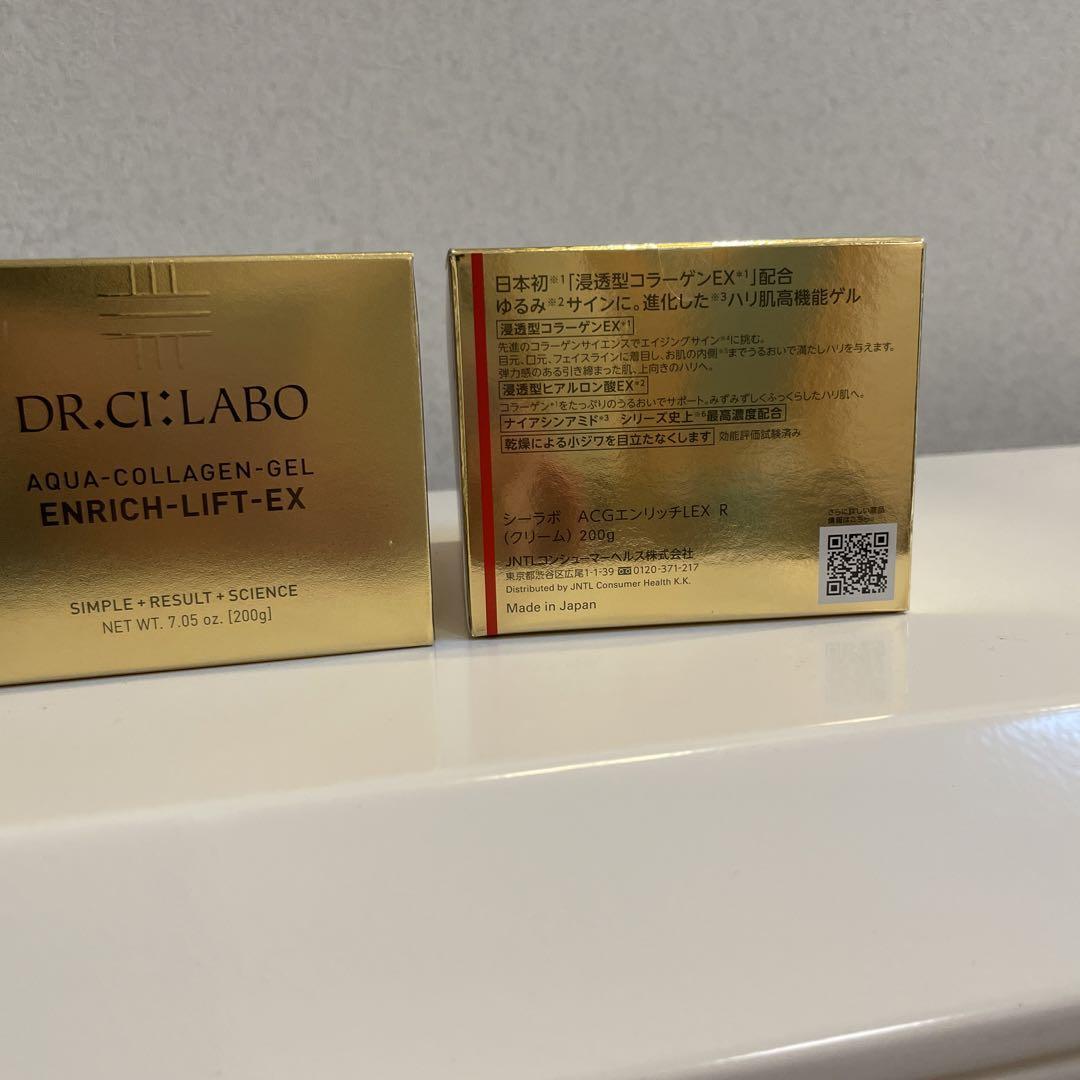 DR.CI:LABO
AQUA-COLLAGEN-GEL
ENRICH-LIFT-EX
SIMPLE + RESULT + SCIENCE
NET WT. 7.05 oz. [200g]
日本初※1「浸透型コラーゲンEX※1」配合
ゆるみ※2サインに。進化した※3ハリ肌高機能ゲル
浸透型コラーゲンEX※1
先進のコラーゲンサイエンスでエイジングサイン※4に挑む。
目元、口元、フェイスラインに着目し、お肌の内側※5までうるおいで満たしハリを与えます。
弾力感のある引き締まった肌、上向きのハリへ。
浸透型ヒアルロン酸EX※2
コラーゲン※1をたっぷりのうるおいでサポート。みずみずしくふっくらしたハリ肌へ。
ナイアシンアミド※3 シリーズ史上※6最高濃度配合
乾燥による小ジワを目立たなくします 効能評価試験済み
シーラボ ACGエンリッチLEX R
(クリーム) 200g
JNTLコンシューマーヘルス株式会社
東京都渋谷区広尾1-1-39 0120-371-217
Distributed by JNTL Consumer Health K.K.
Made in Japan
さらに詳しい商品
情報はこちら。